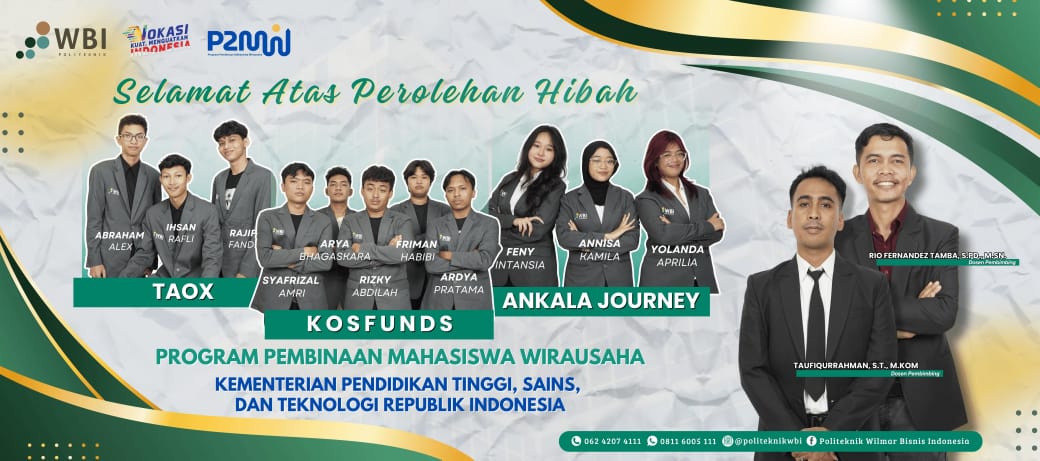 WBI
POLITEKNIK
VOKASI
KUAT, MENGUATKAN
INDONESIA
P2MW
Selamat Atas Perolehan Hibah
ABRAHAM
ALEX
IHSAN
RAFLI
RAJIF
FANDI
TAOX
SYAFRIZAL
AMRI
ARYA
BHAGASKARA
RIZKY
ABDILAH
FRIMAN
HABIBI
ARDYA
PRATAMA
KOSFUNDS
FENY
INTANSIA
ANNISA
KAMILA
YOLANDA
APRILIA
ANKALA JOURNEY
RIO FERNANDEZ TAMBA, S.PD., M.SN.
Dosen Pembimbing
TAUFIQURRAHMAN, S.T., M.KOM
Dosen Pembimbing
PROGRAM PEMBINAAN MAHASISWA WIRAUSAHA
KEMENTERIAN PENDIDIKAN TINGGI, SAINS,
DAN TEKNOLOGI REPUBLIK INDONESIA
062 4207 4111 0811 6005 111 @politeknikwbi Politeknik Wilmar Bisnis Indonesia